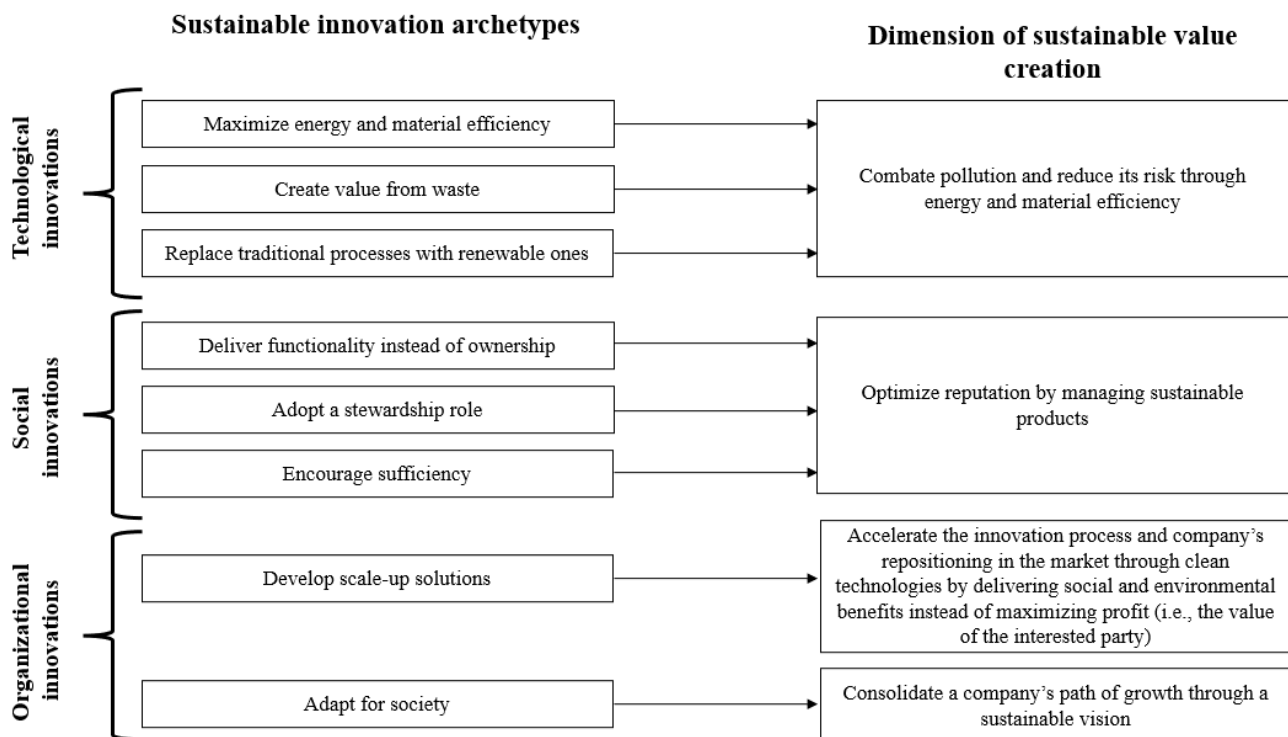 Sustainable innovation archetypes
Dimension of sustainable value
creation
Technological
innovations
Maximize energy and material efficiency
Create value from waste
Replace traditional processes with renewable ones
Combate pollution and reduce its risk through
energy and material efficiency
Social
innovations
Deliver functionality instead of ownership
Adopt a stewardship role
Encourage sufficiency
Optimize reputation by managing sustainable
products
Organizational
innovations
Develop scale-up solutions
Accelerate the innovation process and company’s
repositioning in the market through clean
technologies by delivering social and environmental
benefits instead of maximizing profit (i.e., the value
of the interested party)
Adapt for society
Consolidate a company’s path of growth through a
sustainable vision